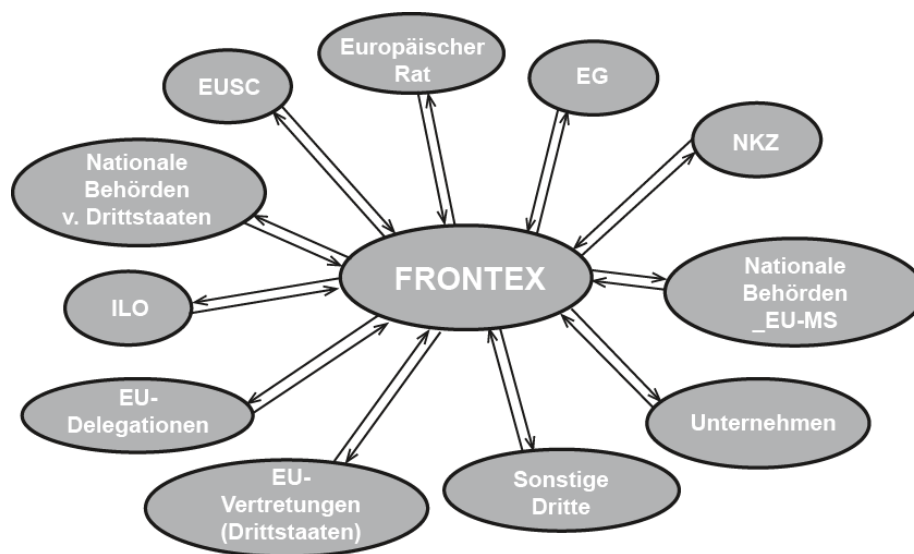 Europäischer
Rat
EUSC
EG
NKZ
Nationale
Behörden
v. Drittstaaten
FRONTEX
Nationale
Behörden
_EU-MS
ILO
EU-
Delegationen
Unternehmen
EU-
Vertretungen
(Drittstaaten)
Sonstige
Dritte